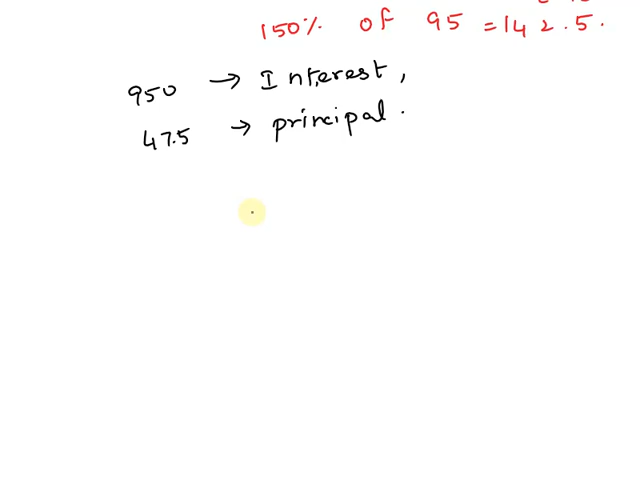 150% of 95 = 142.5.
950 → Interest,
47.5 → principal.